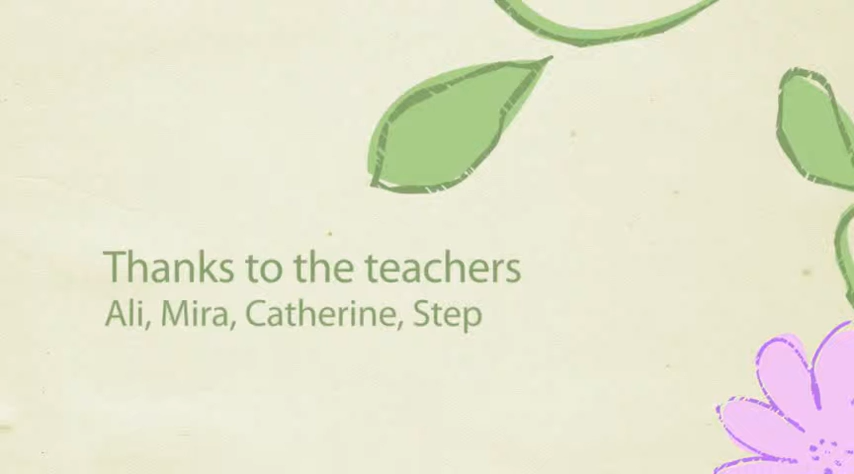 Thanks to the teachers
Ali, Mira, Catherine, Step